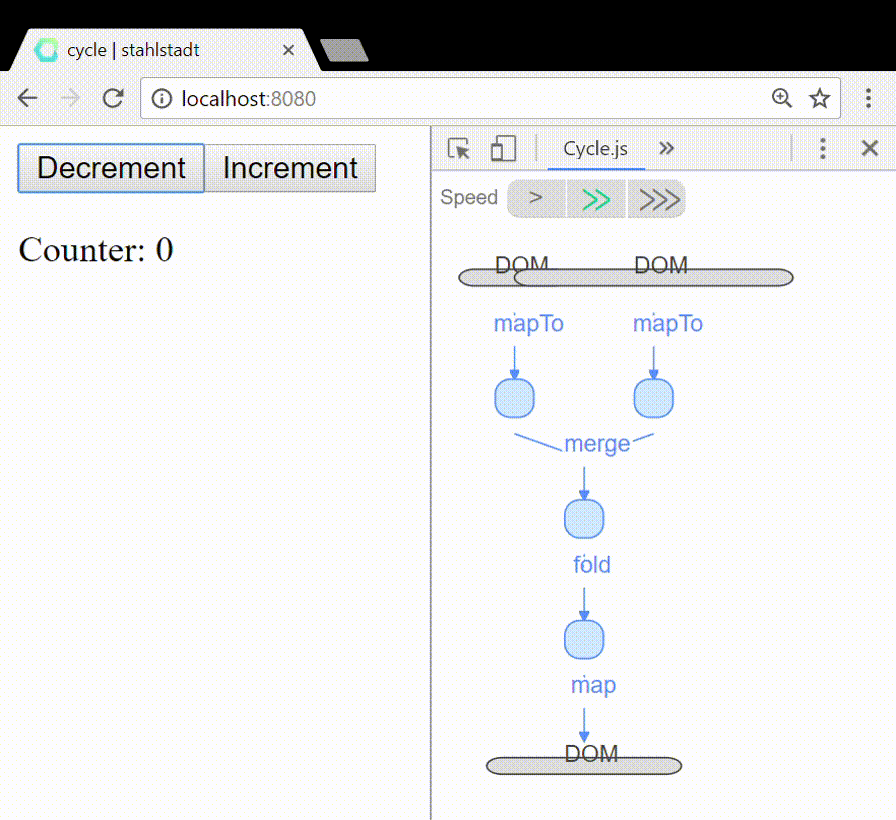 cycle | stahlstadt
localhost:8080
Decrement Increment
Counter: 0
Cycle.js
Speed > >> >>>
DOM DOM
mapTo mapTo
merge
fold
map
DOM